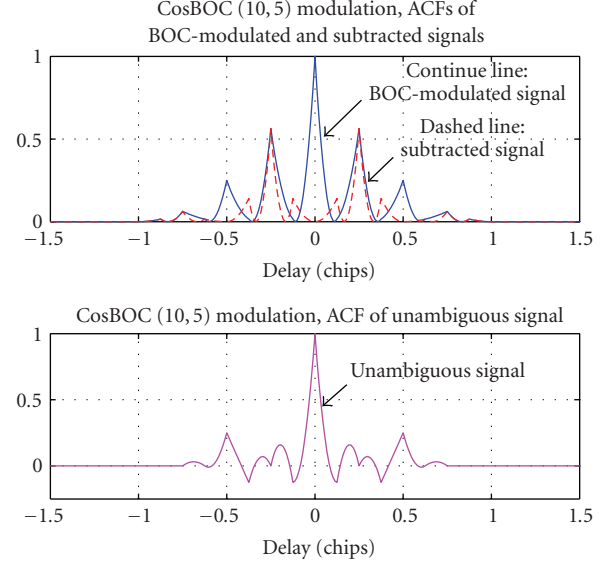 CosBOC (10, 5) modulation, ACFs of
BOC-modulated and subtracted signals
1
0.5
0
Continue line:
BOC-modulated signal
Dashed line:
subtracted signal
−1.5 −1 −0.5 0 0.5 1 1.5
Delay (chips)
CosBOC (10, 5) modulation, ACF of unambiguous signal
1
0.5
0
Unambiguous signal
−1.5 −1 −0.5 0 0.5 1 1.5
Delay (chips)